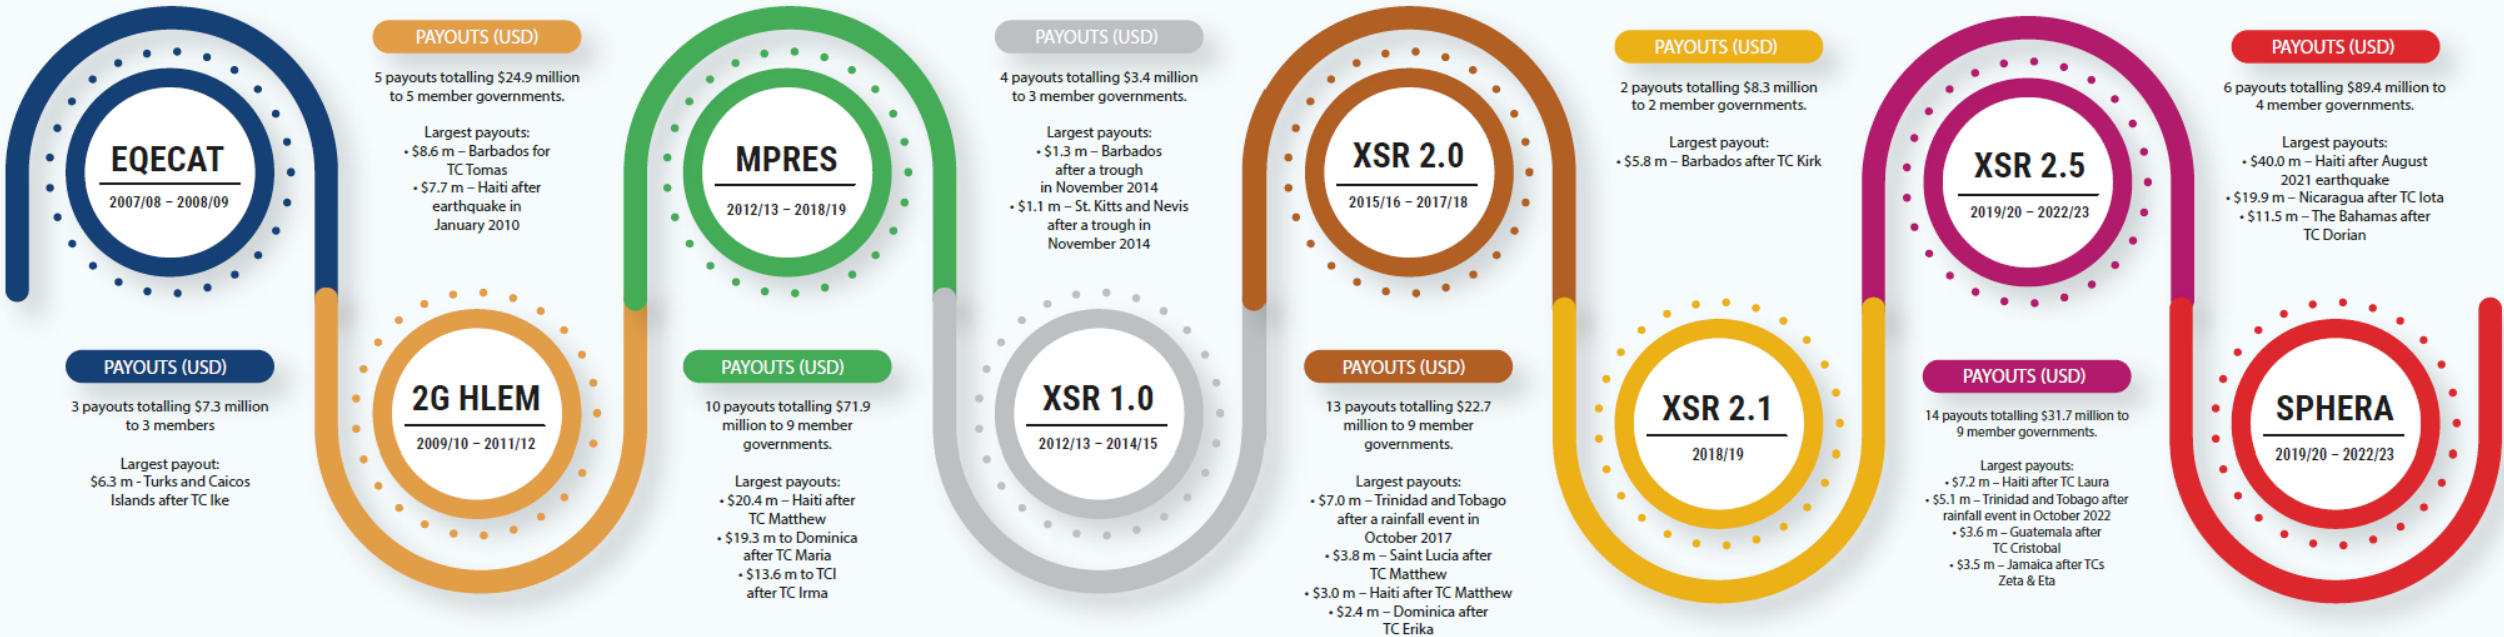 EQECAT
2007/08 – 2008/09
PAYOUTS (USD)
3 payouts totalling $7.3 million
to 3 members
Largest payout:
$6.3 m - Turks and Caicos
Islands after TC Ike
PAYOUTS (USD)
5 payouts totalling $24.9 million
to 5 member governments.
Largest payouts:
• $8.6 m – Barbados for
TC Tomas
• $7.7 m – Haiti after
earthquake in
January 2010
2G HLEM
2009/10 – 2011/12
MPRES
2012/13 – 2018/19
PAYOUTS (USD)
10 payouts totalling $71.9
million to 9 member
governments.
Largest payouts:
• $20.4 m – Haiti after
TC Matthew
• $19.3 m to Dominica
after TC Maria
• $13.6 m to TCI
after TC Irma
PAYOUTS (USD)
4 payouts totalling $3.4 million
to 3 member governments.
Largest payouts:
• $1.3 m – Barbados
after a trough
in November 2014
• $1.1 m – St. Kitts and Nevis
after a trough in
November 2014
XSR 1.0
2012/13 – 2014/15
XSR 2.0
2015/16 – 2017/18
PAYOUTS (USD)
13 payouts totalling $22.7
million to 9 member
governments.
Largest payouts:
• $7.0 m – Trinidad and Tobago
after a rainfall event in
October 2017
• $3.8 m – Saint Lucia after
TC Matthew
• $3.0 m – Haiti after TC Matthew
• $2.4 m – Dominica after
TC Erika
PAYOUTS (USD)
2 payouts totalling $8.3 million
to 2 member governments.
Largest payout:
• $5.8 m – Barbados after TC Kirk
XSR 2.1
2018/19
XSR 2.5
2019/20 – 2022/23
PAYOUTS (USD)
14 payouts totalling $31.7 million to
9 member governments.
Largest payouts:
• $7.2 m – Haiti after TC Laura
• $5.1 m – Trinidad and Tobago after
rainfall event in October 2022
• $3.6 m – Guatemala after
TC Cristobal
• $3.5 m – Jamaica after TCs
Zeta & Eta
PAYOUTS (USD)
6 payouts totalling $89.4 million to
4 member governments.
Largest payouts:
• $40.0 m – Haiti after August
2021 earthquake
• $19.9 m – Nicaragua after TC Iota
• $11.5 m – The Bahamas after
TC Dorian
SPHERA
2019/20 – 2022/23